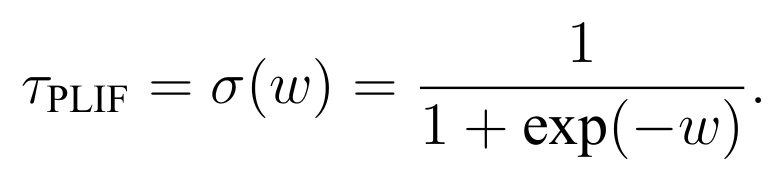 τ_PLIF = σ(w) = 1 / (1 + exp(−w)).